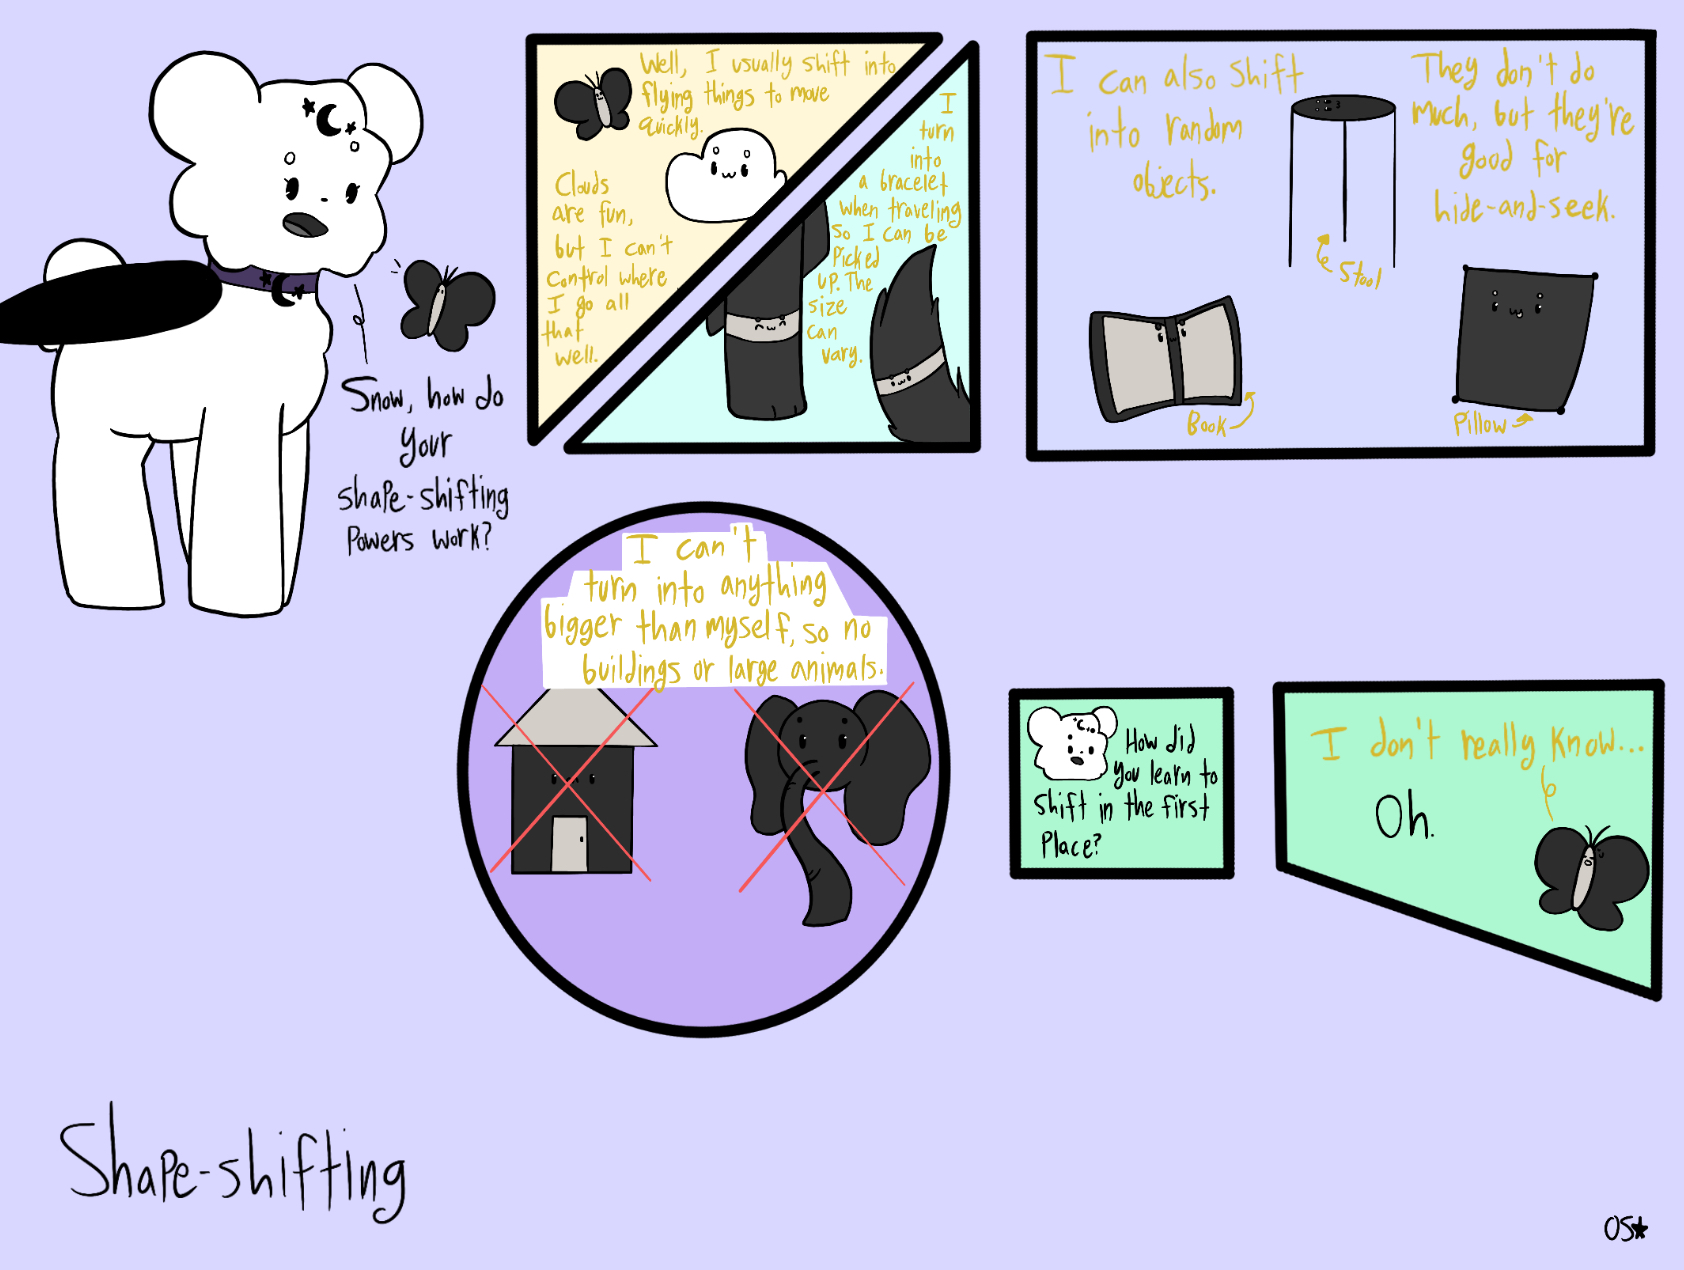 Snow, how do
your
shape-shifting
powers work?
Well, I usually shift into
flying things to move
quickly.
Clouds
are fun,
but I can't
control where
I go all
that
well.
I
turn
into
a bracelet
when traveling
so I can be
picked
up. The
size
can
vary.
I can also shift
into random
objects.
They don't do
much, but they're
good for
hide-and-seek.
Stool
Book
Pillow
I can't
turn into anything
bigger than myself, so no
buildings or large animals.
How did
you learn to
shift in the first
place?
I don't really know...
Oh.
Shape-shifting
OS★